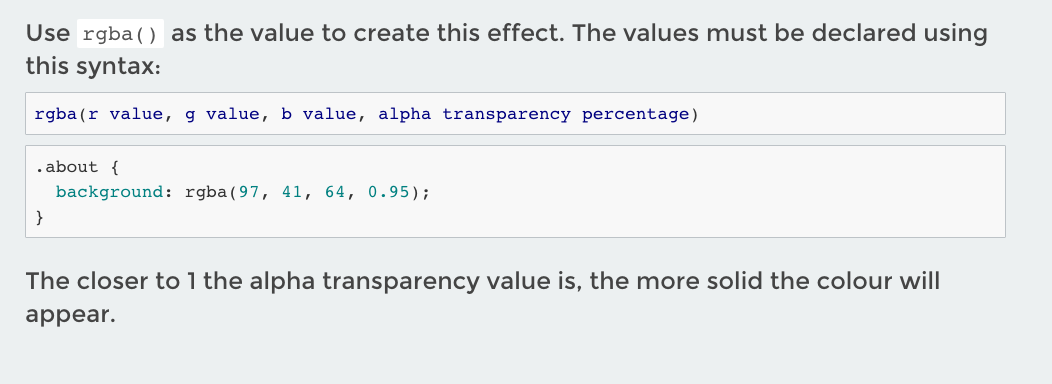 Use rgba() as the value to create this effect. The values must be declared using
this syntax:
rgba(r value, g value, b value, alpha transparency percentage)
.about {
  background: rgba(97, 41, 64, 0.95);
}
The closer to 1 the alpha transparency value is, the more solid the colour will
appear.